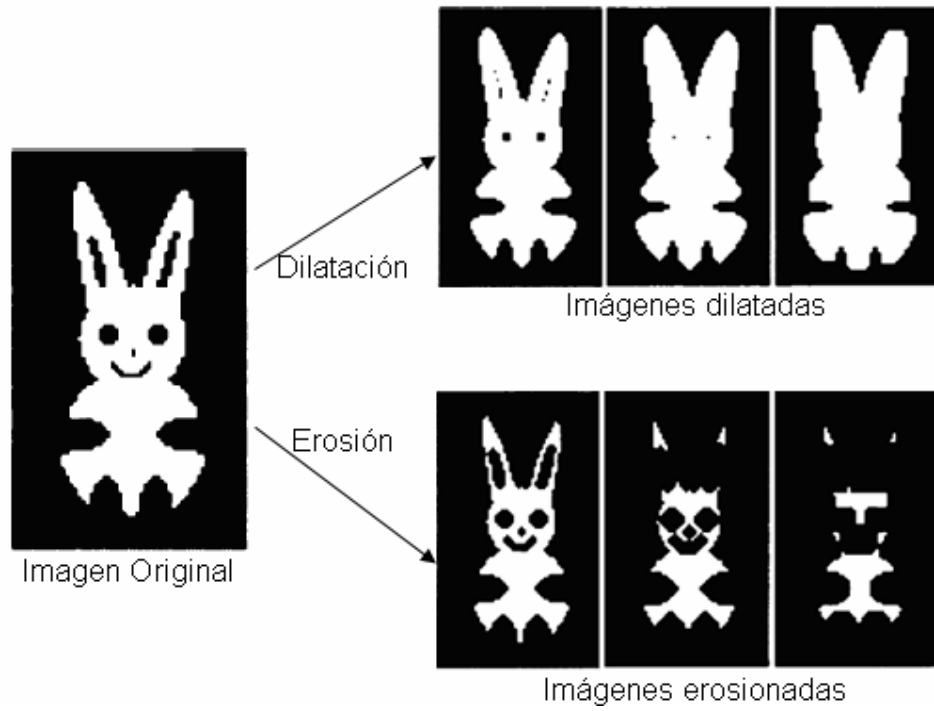 Dilatación
Imágenes dilatadas
Erosión
Imagen Original
Imágenes erosionadas